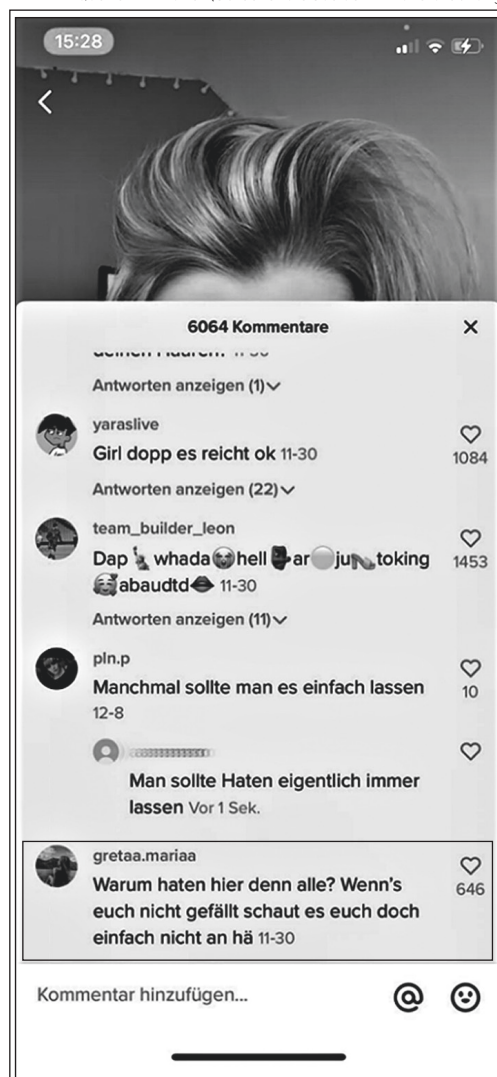 15:28
6064 Kommentare
11-30
Antworten anzeigen (1)
yaraslive
Girl dopp es reicht ok 11-30
1084
Antworten anzeigen (22)
team_builder_leon
Dap 🗽 whada 😭 hell ar ju toking
1453
🥰 abaudtd 👄 11-30
Antworten anzeigen (11)
pln.p
Manchmal sollte man es einfach lassen
10
12-8
Man sollte Haten eigentlich immer
lassen Vor 1 Sek.
gretaa.mariaa
Warum haten hier denn alle? Wenn's
646
euch nicht gefällt schaut es euch doch
einfach nicht an hä 11-30
Kommentar hinzufügen...